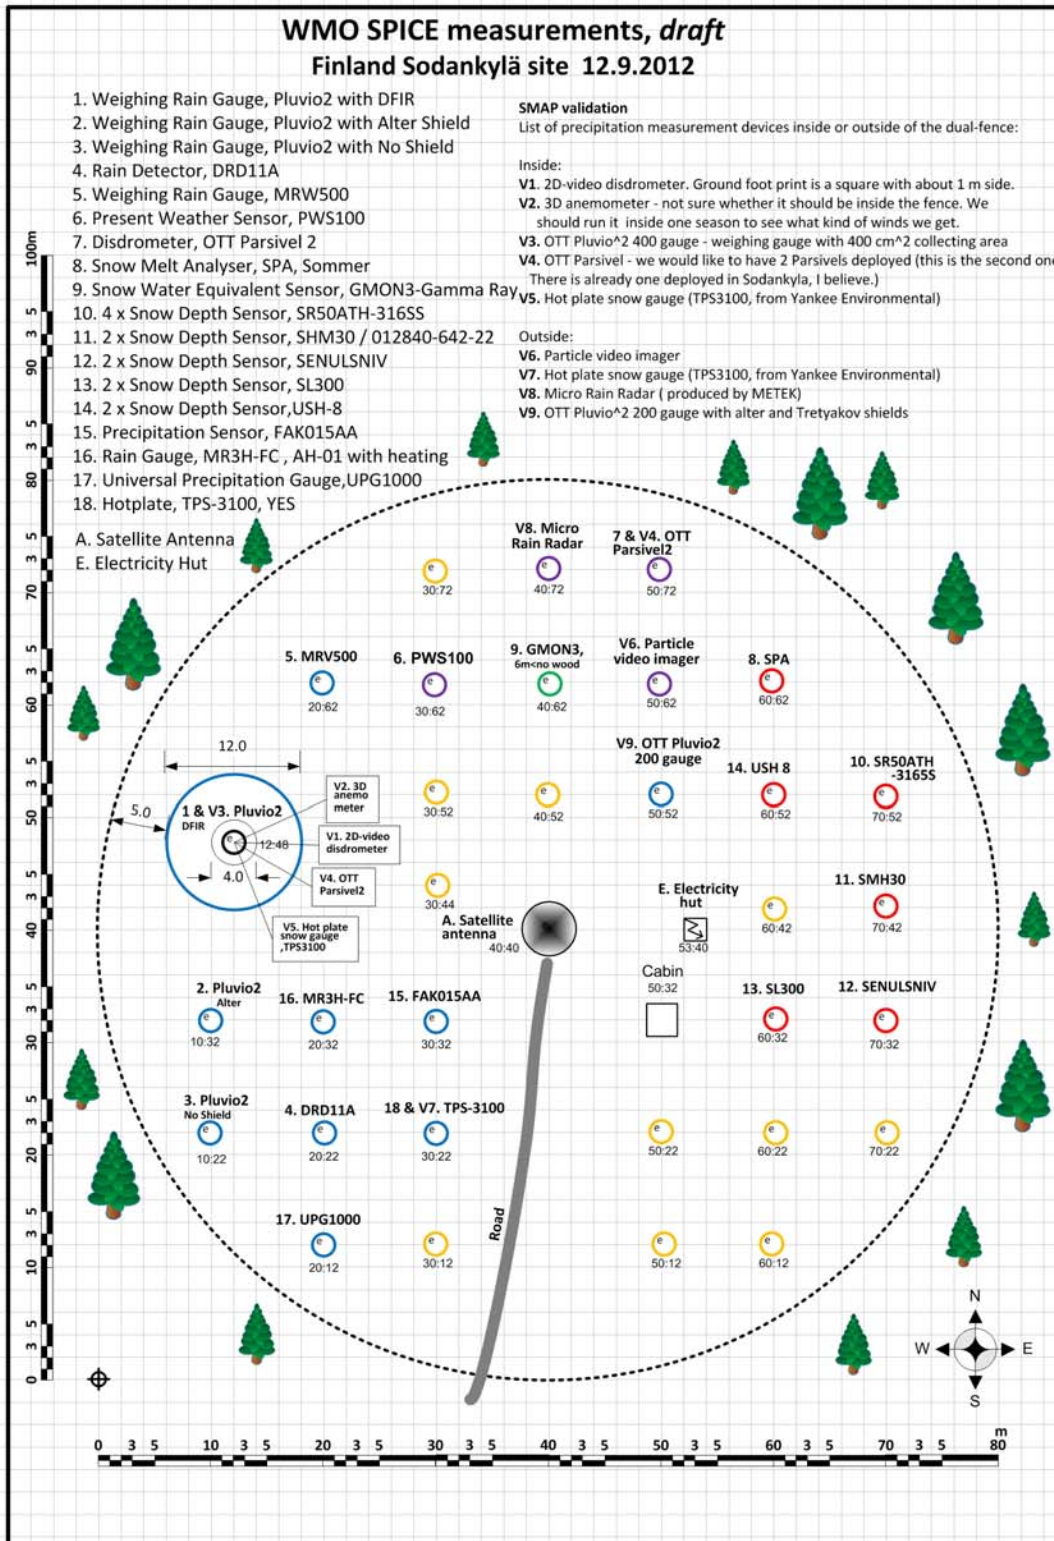 WMO SPICE measurements, draft
Finland Sodankylä site 12.9.2012
1. Weighing Rain Gauge, Pluvio2 with DFIR
2. Weighing Rain Gauge, Pluvio2 with Alter Shield
3. Weighing Rain Gauge, Pluvio2 with No Shield
4. Rain Detector, DRD11A
5. Weighing Rain Gauge, MRW500
6. Present Weather Sensor, PWS100
7. Disdrometer, OTT Parsivel 2
8. Snow Melt Analyser, SPA, Sommer
9. Snow Water Equivalent Sensor, GMON3-Gamma Ray
10. 4 x Snow Depth Sensor, SR50ATH-316SS
11. 2 x Snow Depth Sensor, SHM30 / 012840-642-22
12. 2 x Snow Depth Sensor, SENULSNIV
13. 2 x Snow Depth Sensor, SL300
14. 2 x Snow Depth Sensor,USH-8
15. Precipitation Sensor, FAK015AA
16. Rain Gauge, MR3H-FC , AH-01 with heating
17. Universal Precipitation Gauge,UPG1000
18. Hotplate, TPS-3100, YES
A. Satellite Antenna
E. Electricity Hut
SMAP validation
List of precipitation measurement devices inside or outside of the dual-fence:
Inside:
V1. 2D-video disdrometer. Ground foot print is a square with about 1 m side.
V2. 3D anemometer - not sure whether it should be inside the fence. We
should run it inside one season to see what kind of winds we get.
V3. OTT Pluvio^2 400 gauge - weighing gauge with 400 cm^2 collecting area
V4. OTT Parsivel - we would like to have 2 Parsivels deployed (this is the second one
There is already one deployed in Sodankyla, I believe.)
V5. Hot plate snow gauge (TPS3100, from Yankee Environmental)
Outside:
V6. Particle video imager
V7. Hot plate snow gauge (TPS3100, from Yankee Environmental)
V8. Micro Rain Radar ( produced by METEK)
V9. OTT Pluvio^2 200 gauge with alter and Tretyakov shields
100m
5
3
90
5
3
80
5
3
70
5
3
60
5
3
50
5
3
40
5
3
30
5
3
20
5
3
10
5
3
0
e
30:72
V8. Micro
Rain Radar
e
40:72
7 & V4. OTT
Parsivel2
e
50:72
5. MRV500
e
20:62
6. PWS100
e
30:62
9. GMON3,
6m<no wood
e
40:62
V6. Particle
video imager
e
50:62
8. SPA
e
60:62
12.0
5.0
1 & V3. Pluvio2
DFIR
e
12:48
4.0
V2. 3D
anemo
meter
V1. 2D-video
disdrometer
V4. OTT
Parsivel2
V5. Hot plate
snow gauge
,TPS3100
e
30:52
e
40:52
V9. OTT Pluvio2
200 gauge
e
50:52
14. USH 8
e
60:52
10. SR50ATH
-316SS
e
70:52
e
30:44
A. Satellite
antenna
40:40
E. Electricity
hut
53:40
e
60:42
11. SMH30
e
70:42
2. Pluvio2
Alter
e
10:32
16. MR3H-FC
e
20:32
15. FAK015AA
e
30:32
Cabin
50:32
13. SL300
e
60:32
12. SENULSNIV
e
70:32
3. Pluvio2
No Shield
e
10:22
4. DRD11A
e
20:22
18 & V7. TPS-3100
e
30:22
e
50:22
e
60:22
e
70:22
17. UPG1000
e
20:12
e
30:12
Road
e
50:12
e
60:12
N
W E
S
0 3 5 10 3 5 20 3 5 30 3 5 40 3 5 50 3 5 60 3 5 70 3 5 80
m